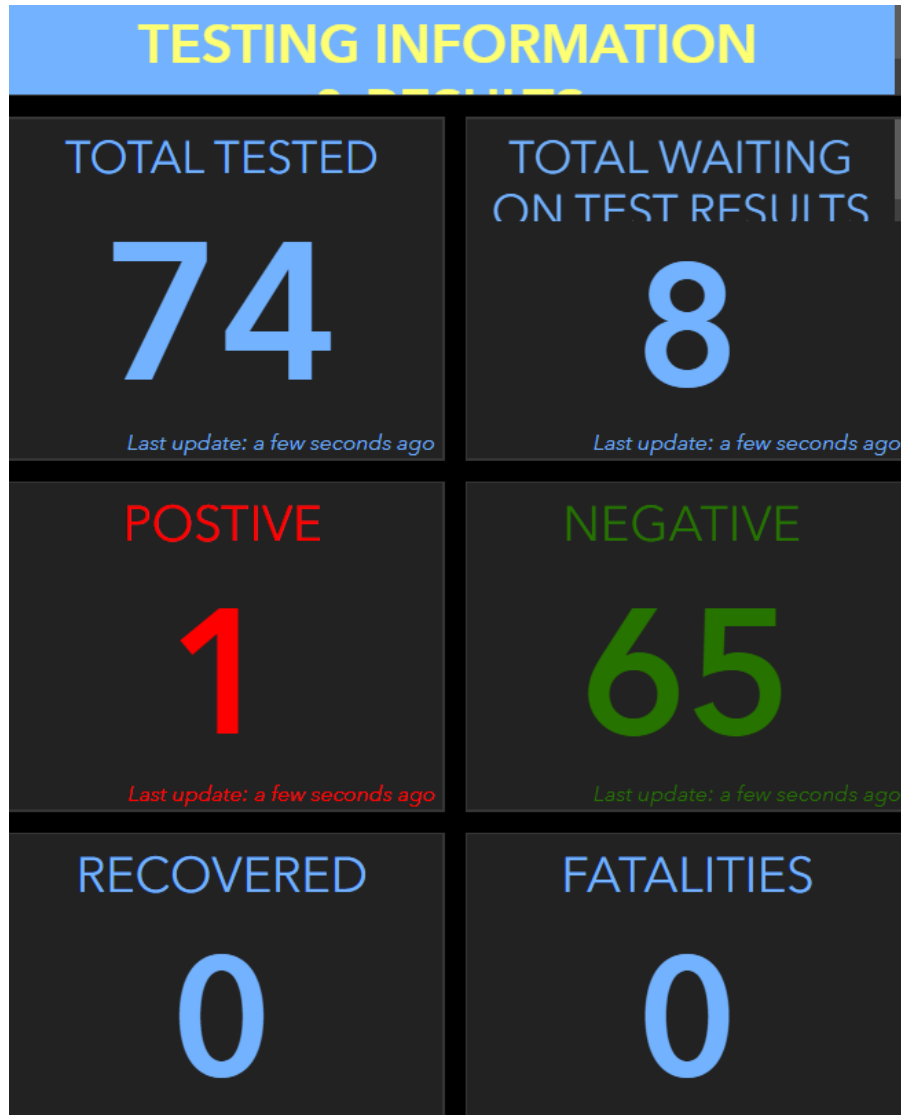 TESTING INFORMATION
& RESULTS
TOTAL TESTED
74
Last update: a few seconds ago
TOTAL WAITING
ON TEST RESULTS
8
Last update: a few seconds ago
POSTIVE
1
Last update: a few seconds ago
NEGATIVE
65
Last update: a few seconds ago
RECOVERED
0
FATALITIES
0